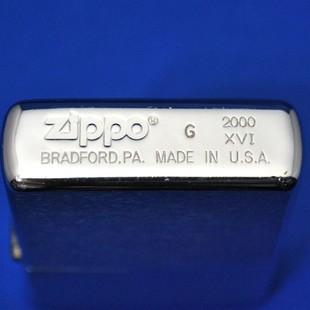 Zippo® G 2000
XVI
BRADFORD,PA. MADE IN U.S.A.